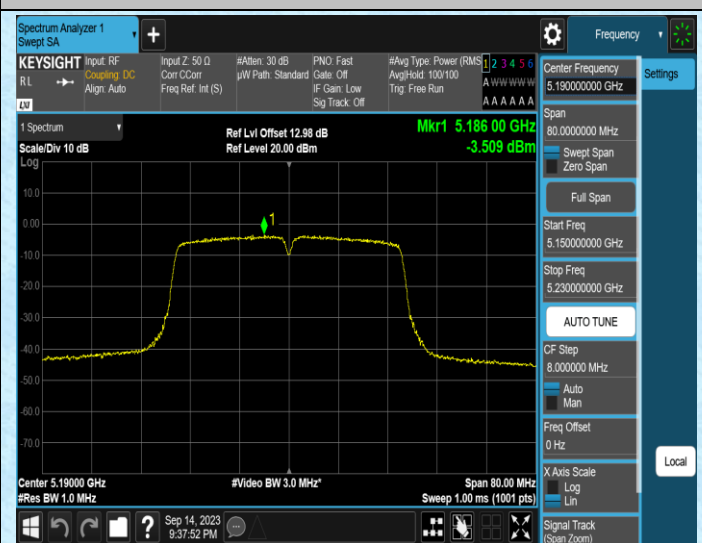 Spectrum Analyzer 1
Swept SA
+
Frequency
KEYSIGHT
RL
LXI
Input: RF
Coupling: DC
Align: Auto
Input Z: 50 Ω
Corr CCorr
Freq Ref: Int (S)
#Atten: 30 dB
µW Path: Standard
PNO: Fast
Gate: Off
IF Gain: Low
Sig Track: Off
#Avg Type: Power (RMS
Avg|Hold: 100/100
Trig: Free Run
1 2 3 4 5 6
A W W W W W
A A A A A A
1 Spectrum
Scale/Div 10 dB
Ref Lvl Offset 12.98 dB
Ref Level 20.00 dBm
Mkr1 5.186 00 GHz
-3.509 dBm
Log
10.0
0.00
-10.0
-20.0
-30.0
-40.0
-50.0
-60.0
-70.0
1
Center 5.19000 GHz
#Res BW 1.0 MHz
#Video BW 3.0 MHz*
Span 80.00 MHz
Sweep 1.00 ms (1001 pts)
Center Frequency
5.190000000 GHz
Settings
Span
80.0000000 MHz
Swept Span
Zero Span
Full Span
Start Freq
5.150000000 GHz
Stop Freq
5.230000000 GHz
AUTO TUNE
CF Step
8.000000 MHz
Auto
Man
Freq Offset
0 Hz
X Axis Scale
Log
Lin
Local
Signal Track
(Span Zoom)
?
Sep 14, 2023
9:37:52 PM